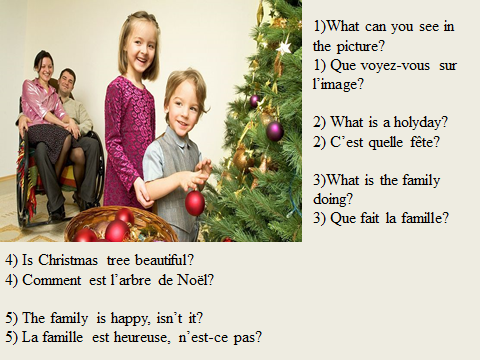 1)What can you see in
the picture?
1) Que voyez-vous sur
l’image?
2) What is a holyday?
2) C’est quelle fête?
3)What is the family
doing?
3) Que fait la famille?
4) Is Christmas tree beautiful?
4) Comment est l’arbre de Noël?
5) The family is happy, isn’t it?
5) La famille est heureuse, n’est-ce pas?